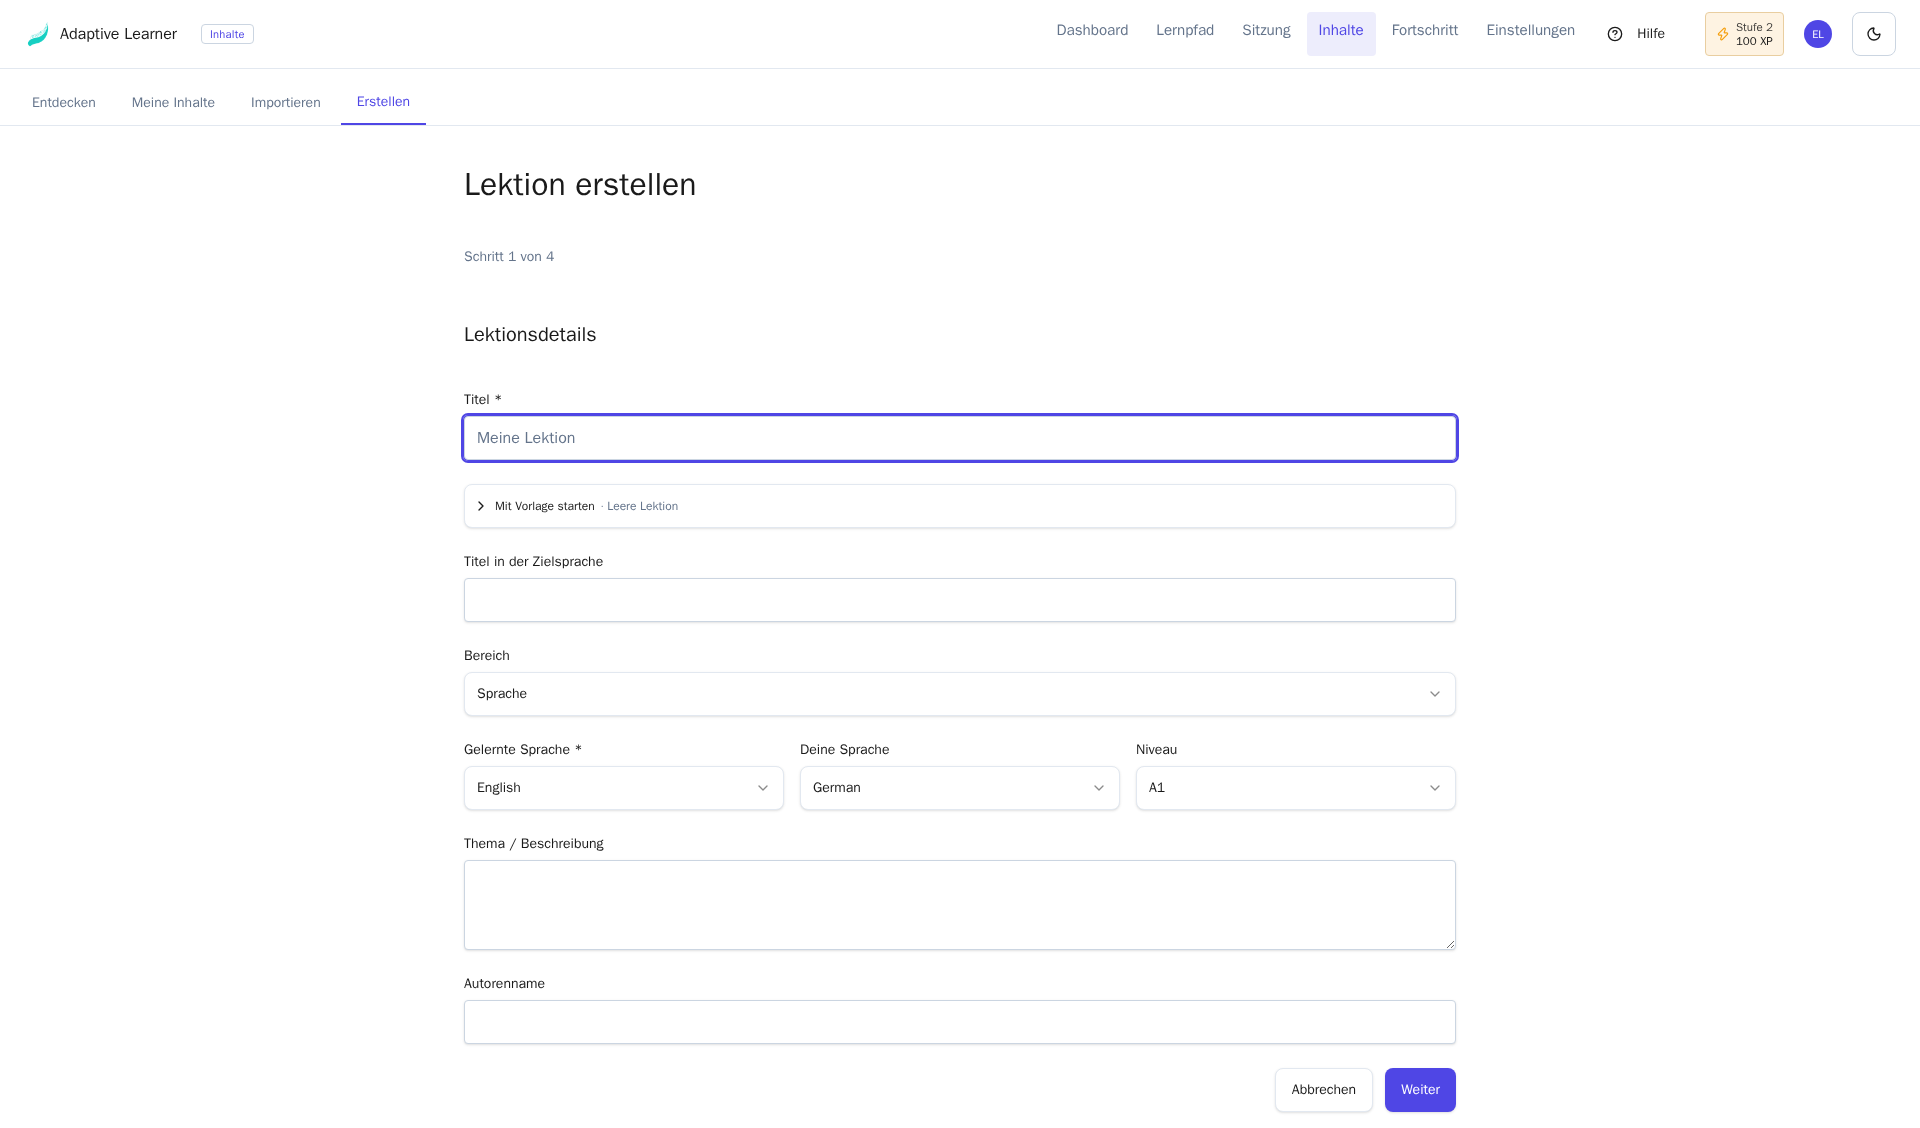 Adaptive Learner
Inhalte
Dashboard
Lernpfad
Sitzung
Inhalte
Fortschritt
Einstellungen
Hilfe
Stufe 2
100 XP
EL
Entdecken
Meine Inhalte
Importieren
Erstellen
Lektion erstellen
Schritt 1 von 4
Lektionsdetails
Titel *
Meine Lektion
Mit Vorlage starten · Leere Lektion
Titel in der Zielsprache
Bereich
Sprache
Gelernte Sprache *
English
Deine Sprache
German
Niveau
A1
Thema / Beschreibung
Autorenname
Abbrechen
Weiter